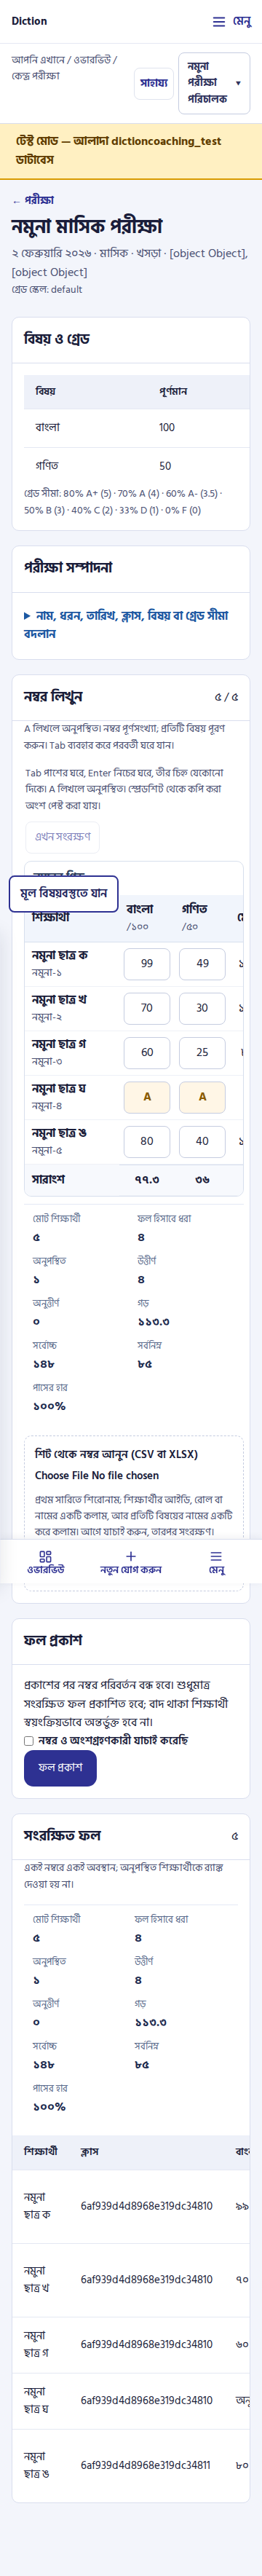 Diction
মেনু
আপনি এখানে / ওভারভিউ /
কেন্দ্র পরীক্ষা
সাহায্য
নমুনা
পরীক্ষা
পরিচালক
টেস্ট মোড — আলাদা dictioncoaching_test
ডাটাবেস
← পরীক্ষা
নমুনা মাসিক পরীক্ষা
২ ফেব্রুয়ারি ২০২৬ · মাসিক · খসড়া · [object Object],
[object Object]
গ্রেড স্কেল: default
বিষয় ও গ্রেড
বিষয় পূর্ণমান
বাংলা 100
গণিত 50
গ্রেড সীমা: 80% A+ (5) · 70% A (4) · 60% A- (3.5) ·
50% B (3) · 40% C (2) · 33% D (1) · 0% F (0)
পরীক্ষা সম্পাদনা
▶ নাম, ধরন, তারিখ, ক্লাস, বিষয় বা গ্রেড সীমা
বদলান
নম্বর লিখুন ৫ / ৫
A লিখলে অনুপস্থিত। নম্বর পূর্ণসংখ্যা; প্রতিটি বিষয় পূরণ
করুন। Tab ব্যবহার করে পরবর্তী ঘরে যান।
Tab পাশের ঘরে, Enter নিচের ঘরে, তীর চিহ্ন যেকোনো
দিকে। A লিখলে অনুপস্থিত। স্প্রেডশিট থেকে কপি করা
অংশ পেস্ট করা যায়।
এখন সংরক্ষণ
মূল বিষয়বস্তুতে যান
শিক্ষার্থী
বাংলা গণিত
/১০০ /৫০
নমুনা ছাত্র ক
নমুনা-১
99 49
নমুনা ছাত্র খ
নমুনা-২
70 30
নমুনা ছাত্র গ
নমুনা-৩
60 25
নমুনা ছাত্র ঘ
নমুনা-৪
A A
নমুনা ছাত্র ঙ
নমুনা-৫
80 40
সারাংশ ৭৭.৩ ৩৬
মোট শিক্ষার্থী ফল হিসাবে ধরা
৫ ৪
অনুপস্থিত উত্তীর্ণ
১ ৪
অনুত্তীর্ণ গড়
০ ১১৩.৩
সর্বোচ্চ সর্বনিম্ন
১৪৮ ৮৫
পাসের হার
১০০%
শিট থেকে নম্বর আনুন (CSV বা XLSX)
Choose File No file chosen
প্রথম সারিতে শিরোনাম; শিক্ষার্থীর আইডি, রোল বা
নামের একটি কলাম, আর প্রতিটি বিষয়ের নামের একটি
করে কলাম। আগে যাচাই করুন, তারপর সংরক্ষণ।
ওভারভিউ নতুন যোগ করুন মেনু
ফল প্রকাশ
প্রকাশের পর নম্বর পরিবর্তন বন্ধ হবে। শুধুমাত্র
সংরক্ষিত ফল প্রকাশিত হবে; বাদ থাকা শিক্ষার্থী
স্বয়ংক্রিয়ভাবে অন্তর্ভুক্ত হবে না।
নম্বর ও অংশগ্রহণকারী যাচাই করেছি
ফল প্রকাশ
সংরক্ষিত ফল ৫
একই নম্বরে একই অবস্থান; অনুপস্থিত শিক্ষার্থীকে র‍্যাঙ্ক
দেওয়া হয় না।
মোট শিক্ষার্থী ফল হিসাবে ধরা
৫ ৪
অনুপস্থিত উত্তীর্ণ
১ ৪
অনুত্তীর্ণ গড়
০ ১১৩.৩
সর্বোচ্চ সর্বনিম্ন
১৪৮ ৮৫
পাসের হার
১০০%
শিক্ষার্থী ক্লাস
নমুনা
ছাত্র ক
6af939d4d8968e319dc34810
নমুনা
ছাত্র খ
6af939d4d8968e319dc34810
নমুনা
ছাত্র গ
6af939d4d8968e319dc34810
নমুনা
ছাত্র ঘ
6af939d4d8968e319dc34810
নমুনা
ছাত্র ঙ
6af939d4d8968e319dc34811